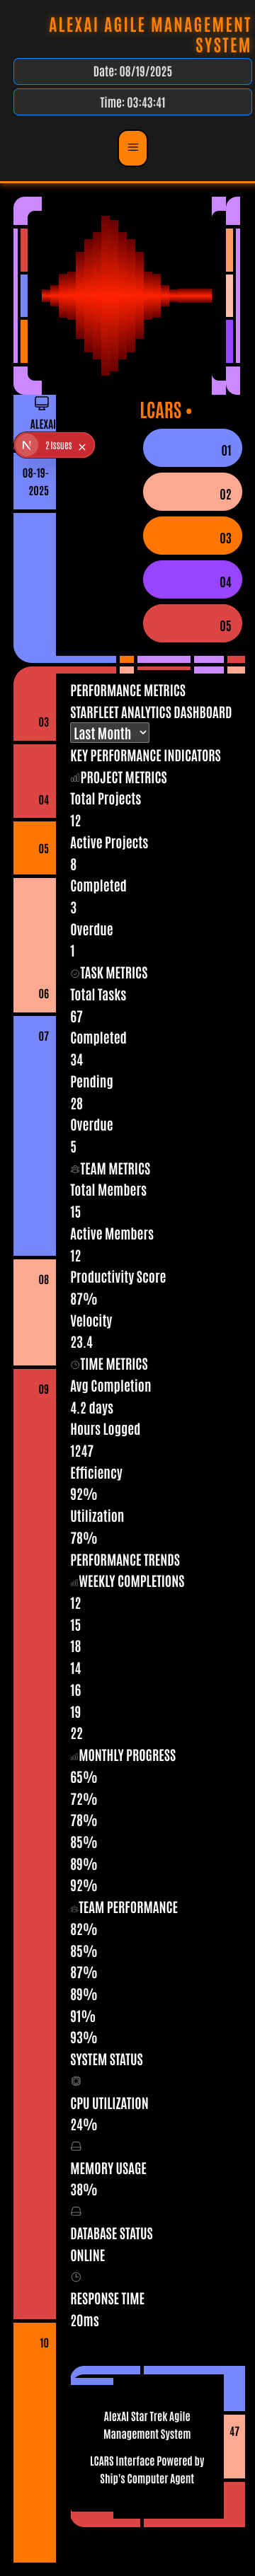 ALEXAI AGILE MANAGEMENT
SYSTEM
Date: 08/19/2025
Time: 03:43:41
ALEXAI
LCARS •
N
2 Issues
08-19-
2025
01
02
03
04
05
03
04
05
06
07
08
09
10
PERFORMANCE METRICS
STARFLEET ANALYTICS DASHBOARD
Last Month
KEY PERFORMANCE INDICATORS
PROJECT METRICS
Total Projects
12
Active Projects
8
Completed
3
Overdue
1
TASK METRICS
Total Tasks
67
Completed
34
Pending
28
Overdue
5
TEAM METRICS
Total Members
15
Active Members
12
Productivity Score
87%
Velocity
23.4
TIME METRICS
Avg Completion
4.2 days
Hours Logged
1247
Efficiency
92%
Utilization
78%
PERFORMANCE TRENDS
WEEKLY COMPLETIONS
12
15
18
14
16
19
22
MONTHLY PROGRESS
65%
72%
78%
85%
89%
92%
TEAM PERFORMANCE
82%
85%
87%
89%
91%
93%
SYSTEM STATUS
CPU UTILIZATION
24%
MEMORY USAGE
38%
DATABASE STATUS
ONLINE
RESPONSE TIME
20ms
AlexAI Star Trek Agile
Management System
LCARS Interface Powered by
Ship's Computer Agent
47